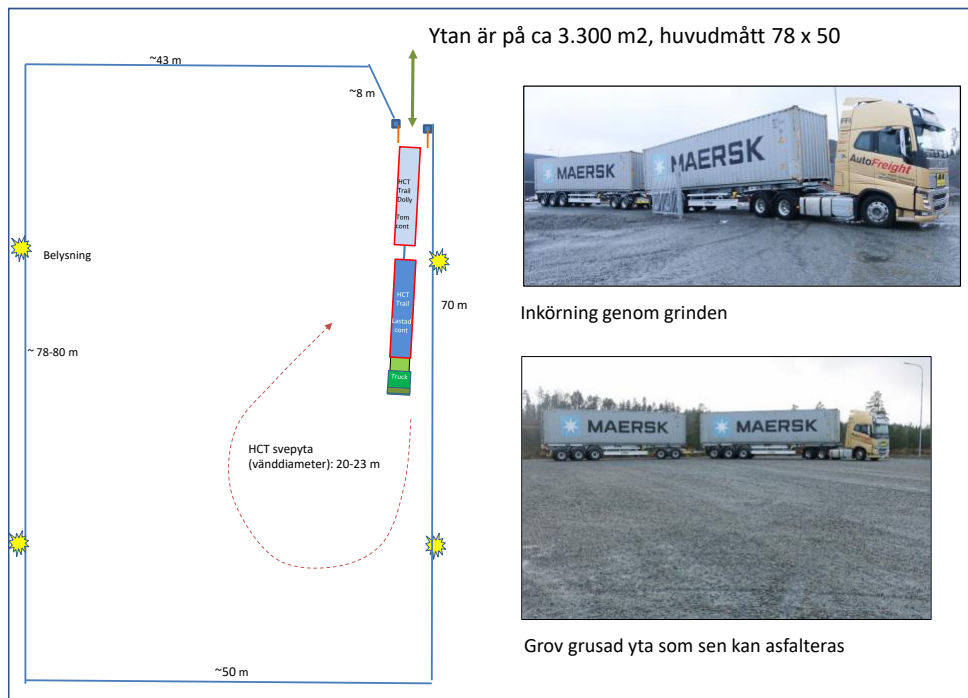 Ytan är på ca 3.300 m2, huvudmått 78 x 50
~43 m
~8 m
HCT
Trail
Dolly
Tom
cont
Belysning
HCT
Trail
Lastad
cont
70 m
~ 78-80 m
Truck
HCT svepyta
(vänddiameter): 20-23 m
~50 m
MAERSK
MAERSK
AutoFreight
Inkörning genom grinden
MAERSK
MAERSK
Grov grusad yta som sen kan asfalteras